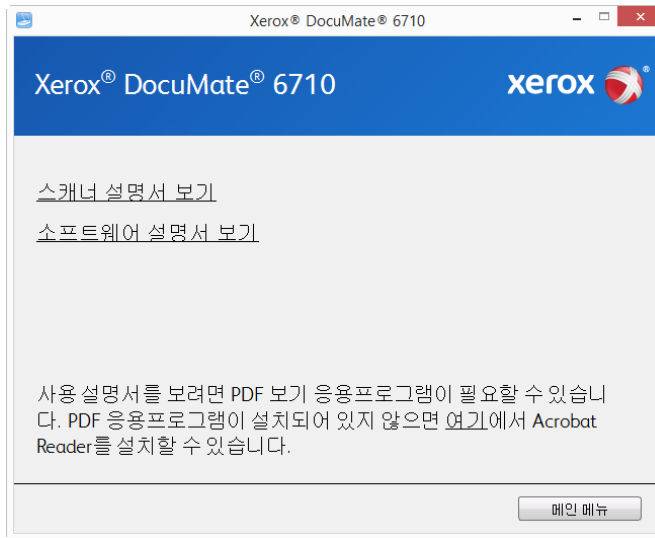 Xerox® DocuMate® 6710
Xerox® DocuMate® 6710
xerox ®
스캐너 설명서 보기
소프트웨어 설명서 보기
사용 설명서를 보려면 PDF 보기 응용프로그램이 필요할 수 있습니
다. PDF 응용프로그램이 설치되어 있지 않으면 여기에서 Acrobat
Reader를 설치할 수 있습니다.
메인 메뉴